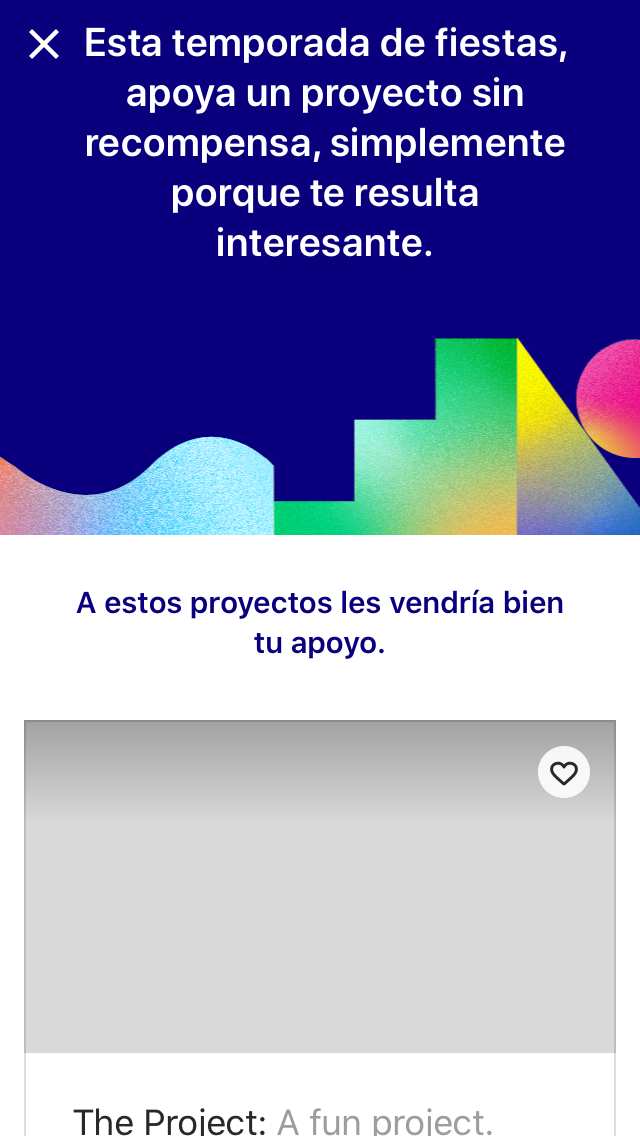 Esta temporada de fiestas,
apoya un proyecto sin
recompensa, simplemente
porque te resulta
interesante.
A estos proyectos les vendría bien
tu apoyo.
The Project: A fun project.